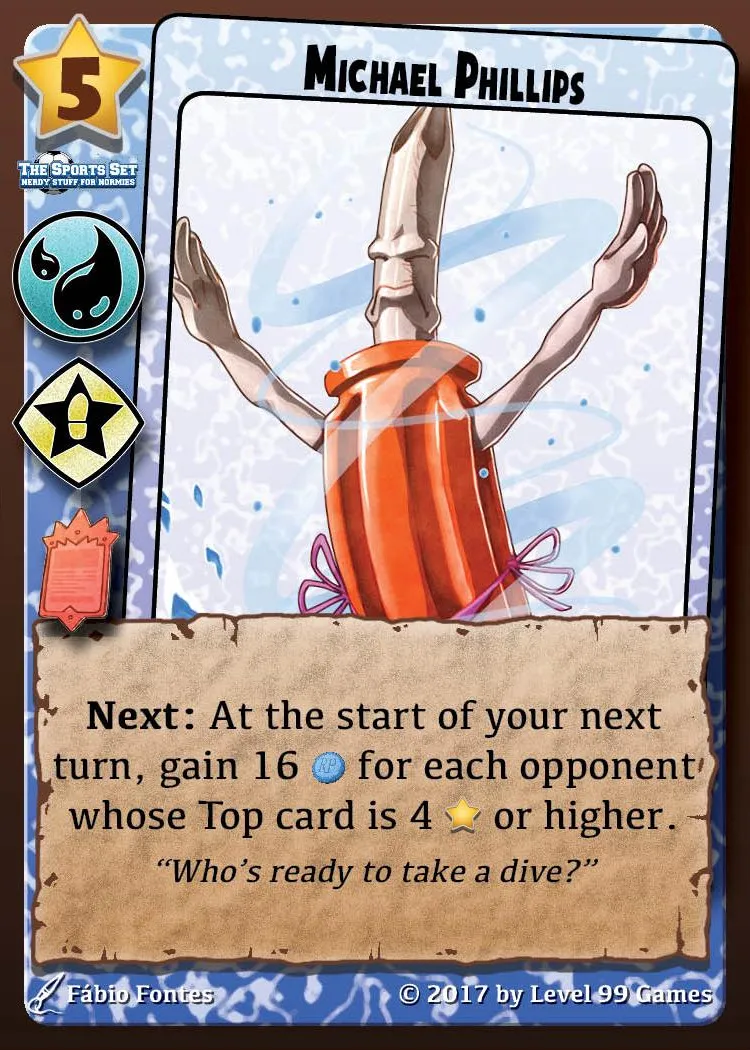 Michael Phillips
5
The Sports Set
Nerdy Stuff for Normies
Next: At the start of your next
turn, gain 16 RP for each opponent
whose Top card is 4 or higher.
“Who’s ready to take a dive?”
Fábio Fontes
© 2017 by Level 99 Games